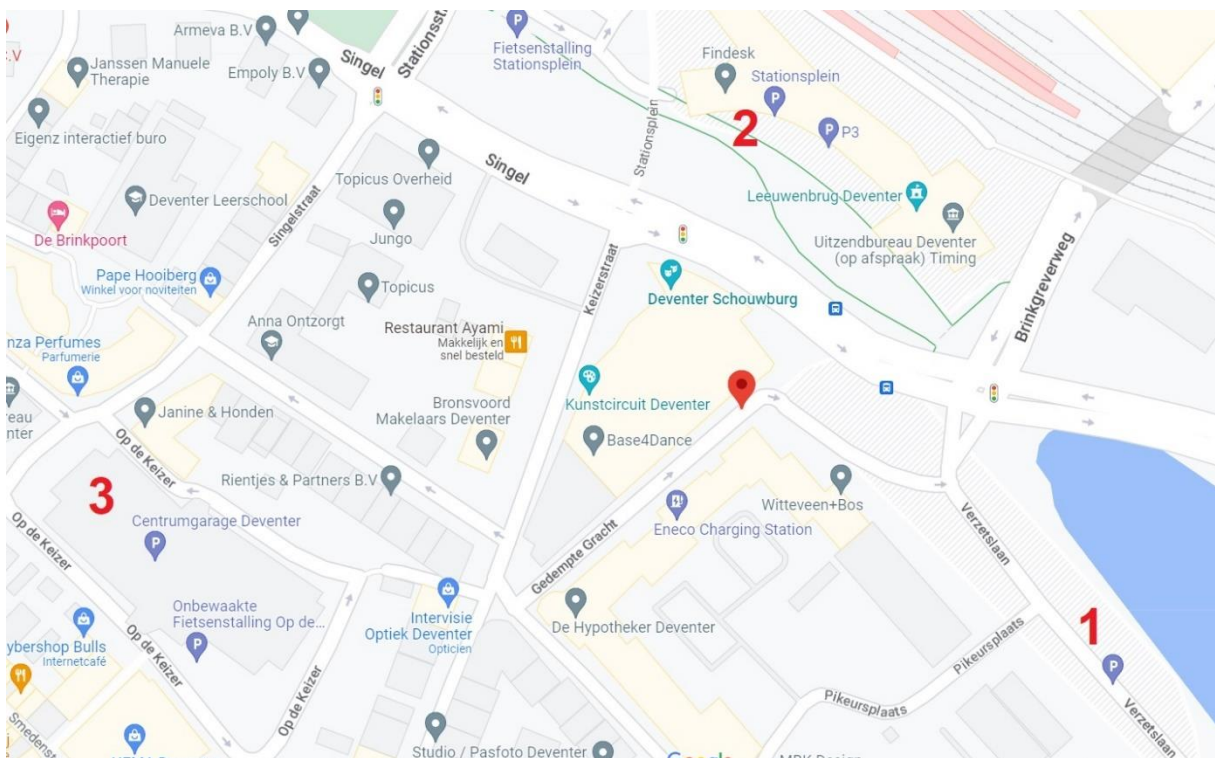 Armeva B.V
Janssen Manuele
Therapie
Empoly B.V
Singel
Fietsenstalling
Stationsplein
Findesk
Stationsplein
P3
2
Stationsplein
Eigenz interactief buro
Topicus Overheid
Singel
Deventer Leerschool
Jungo
Singelstraat
De Brinkpoort
Leeuwenbrug Deventer
Uitzendbureau Deventer
(op afspraak) Timing
Brinkgreverweg
Pape Hooiberg
Winkel voor noviteiten
Topicus
Keizerstraat
Deventer Schouwburg
Anna Ontzorgt
Restaurant Ayami
Makkelijk en
snel besteld
Parfumerie
Kunstcircuit Deventer
Janine & Honden
Bronsvoord
Makelaars Deventer
Base4Dance
Op de Keizer
Rientjes & Partners B.V
Witteveen+Bos
3
Centrumgarage Deventer
Eneco Charging Station
Gedempte Gracht
Verzetslaan
Op de Keizer
Onbewaakte
Fietsenstalling Op de...
Intervisie
Optiek Deventer
Opticien
De Hypotheker Deventer
1
Pikeursplaats
Internetcafé
Op de Keizer
Op de Keizer
Pikeursplaats
Verzetslaan
Studio / Pasfoto Deventer